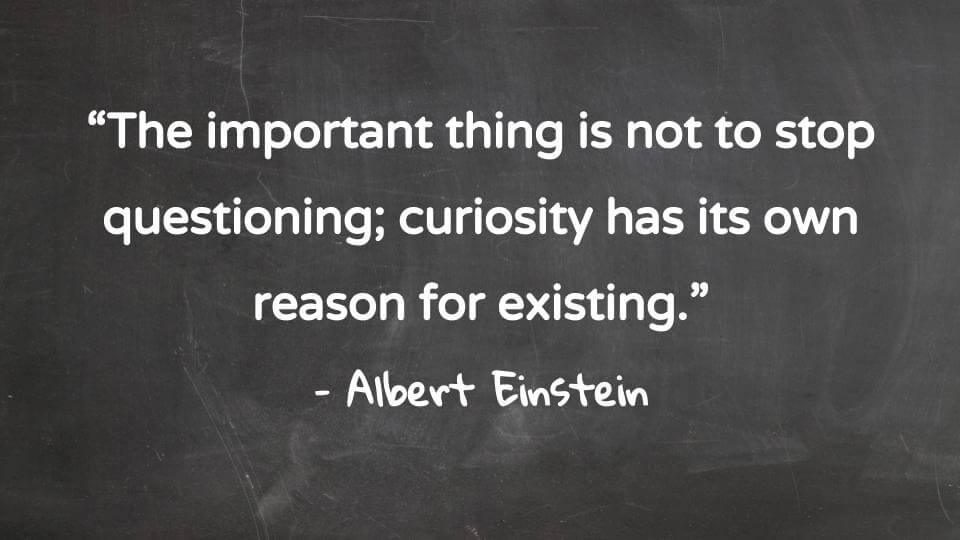 “The important thing is not to stop
questioning; curiosity has its own
reason for existing.”
- Albert Einstein